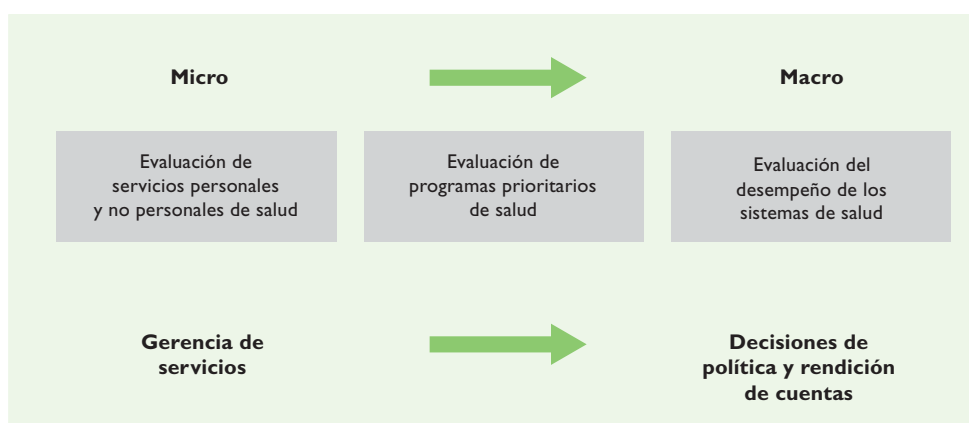 Micro
Macro
Evaluación de
servicios personales
y no personales de salud
Evaluación de
programas prioritarios
de salud
Evaluación del
desempeño de los
sistemas de salud
Gerencia de
servicios
Decisiones de
política y rendición
de cuentas